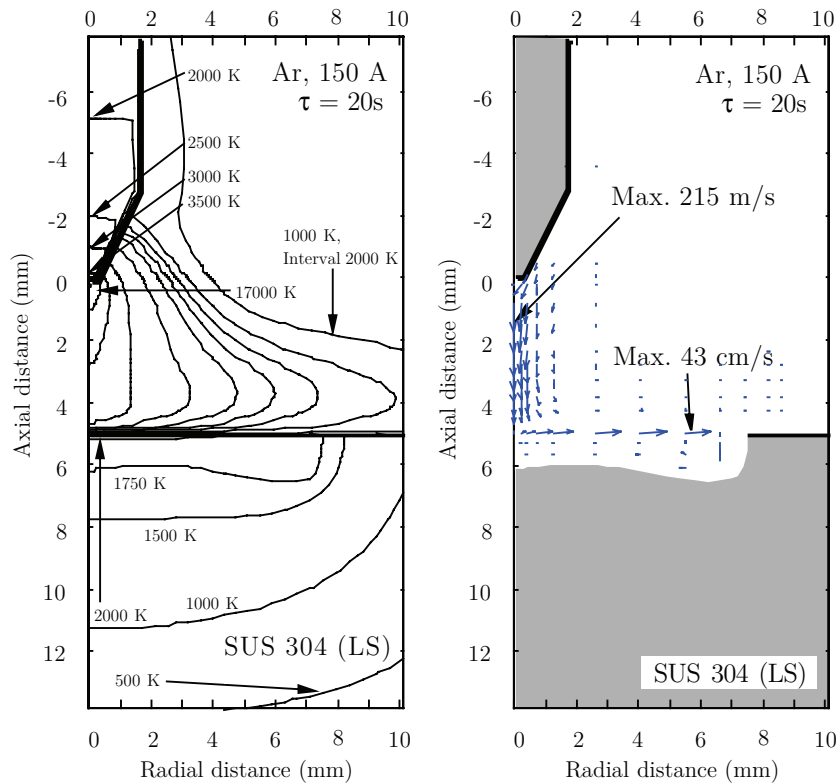 0 2 4 6 8 10
-6
-4
-2
0
2
4
6
8
10
12
Axial distance (mm)
Ar, 150 A
τ = 20s
2000 K
2500 K
3000 K
3500 K
1000 K,
Interval 2000 K
17000 K
1750 K
1500 K
2000 K
1000 K
SUS 304 (LS)
500 K
0 2 4 6 8 10
Radial distance (mm)
0 2 4 6 8 10
-6
-4
-2
0
2
4
6
8
10
12
Axial distance (mm)
Ar, 150 A
τ = 20s
Max. 215 m/s
Max. 43 cm/s
SUS 304 (LS)
0 2 4 6 8 10
Radial distance (mm)